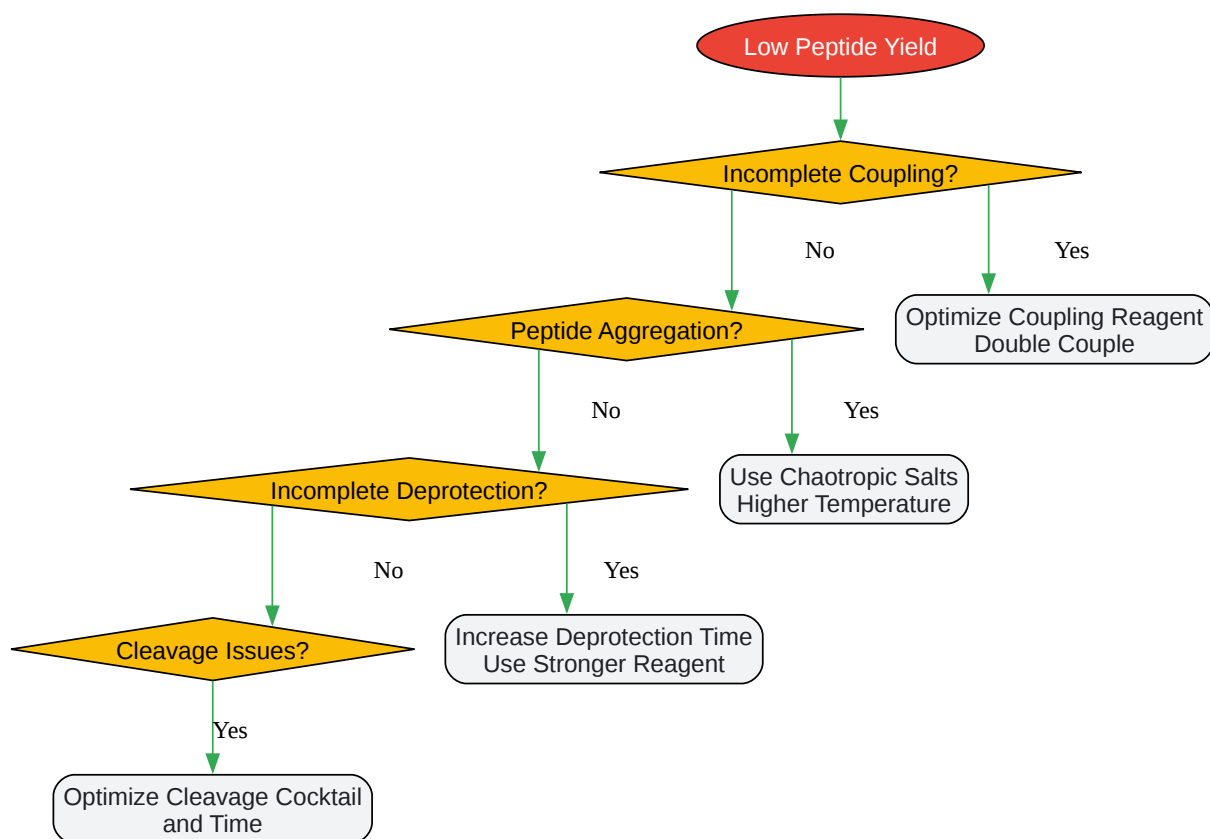 Low Peptide Yield
Incomplete Coupling?
No
Yes
Optimize Coupling Reagent
Double Couple
Peptide Aggregation?
No
Yes
Use Chaotropic Salts
Higher Temperature
Incomplete Deprotection?
No
Yes
Increase Deprotection Time
Use Stronger Reagent
Cleavage Issues?
Yes
Optimize Cleavage Cocktail
and Time